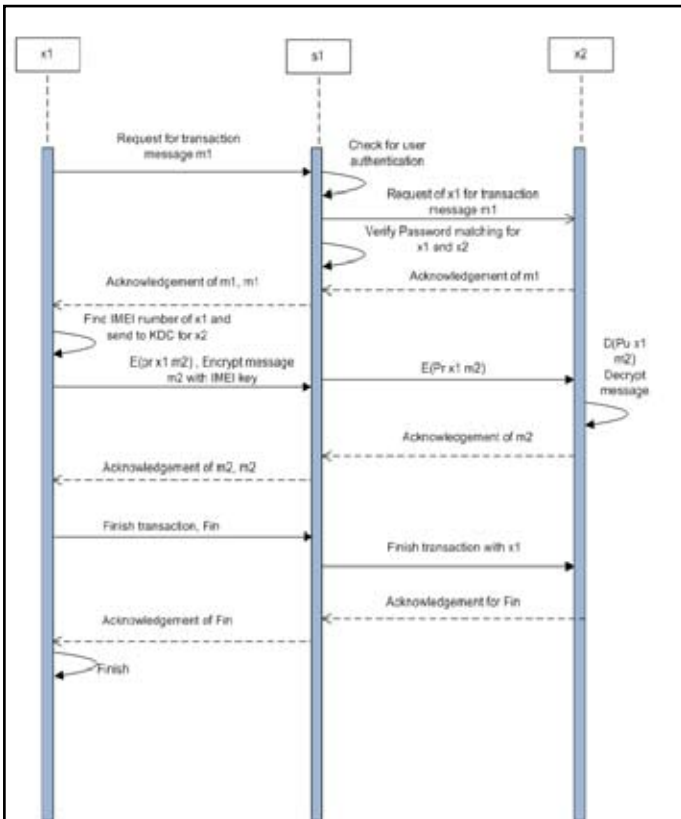 x1
s1
x2
Request for transaction
message m1
Check for user
authentication
Request of x1 for transaction
message m1
Verify Password matching for
x1 and x2
Acknowledgement of m1
Acknowledgement of m1, m1
Find IMEI number of x1 and
send to KDC for x2
E(pr x1 m2) , Encrypt message
m2 with IMEI key
E(Pr x1 m2)
D(Pu x1
m2)
Decrypt
message
Acknowledgement of m2
Acknowledgement of m2, m2
Finish transaction, Fin
Finish transaction with x1
Acknowledgement for Fin
Acknowledgement of Fin
Finish